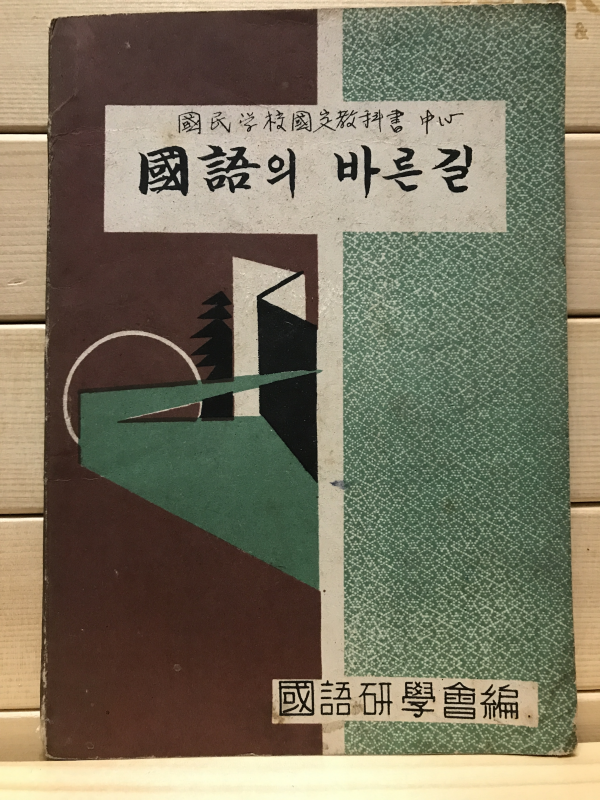 國民学校國定教科書 中心
國語의 바른길
國語研學會編